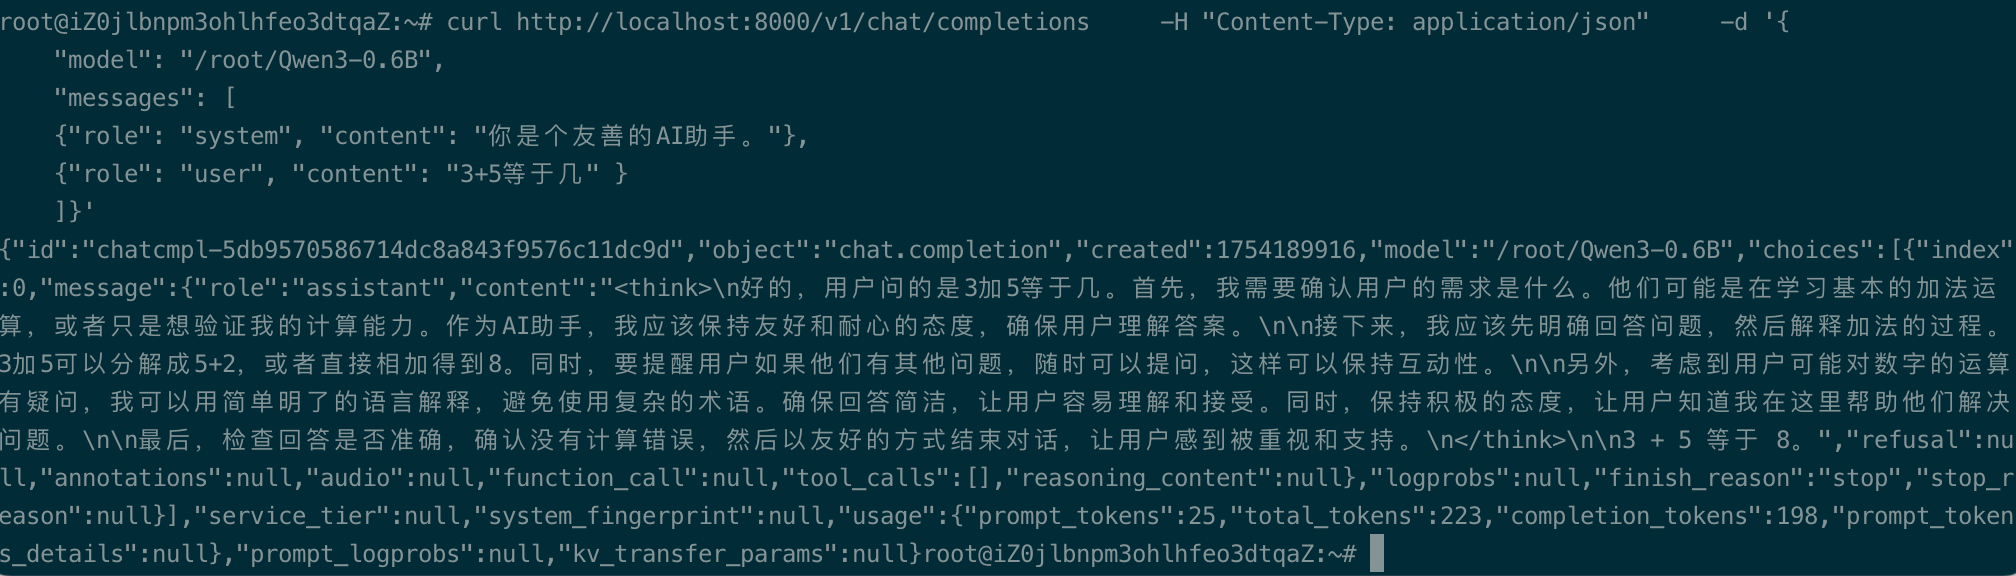 root@iZ0jlbnpm3ohlhfeo3dtqaZ:~# curl http://localhost:8000/v1/chat/completions     -H "Content-Type: application/json"     -d '{
    "model": "/root/Qwen3-0.6B",
    "messages": [
    {"role": "system", "content": "你是个友善的AI助手。"},
    {"role": "user", "content": "3+5等于几" }
    ]}'
{"id":"chatcmpl-5db9570586714dc8a843f9576c11dc9d","object":"chat.completion","created":1754189916,"model":"/root/Qwen3-0.6B","choices":[{"index"
:0,"message":{"role":"assistant","content":"<think>\n好的，用户问的是3加5等于几。首先，我需要确认用户的需求是什么。他们可能是在学习基本的加法运
算，或者只是想验证我的计算能力。作为AI助手，我应该保持友好和耐心的态度，确保用户理解答案。\n\n接下来，我应该先明确回答问题，然后解释加法的过程。
3加5可以分解成5+2，或者直接相加得到8。同时，要提醒用户如果他们有其他问题，随时可以提问，这样可以保持互动性。\n\n另外，考虑到用户可能对数字的运算
有疑问，我可以用简单明了的语言解释，避免使用复杂的术语。确保回答简洁，让用户容易理解和接受。同时，保持积极的态度，让用户知道我在这里帮助他们解决
问题。\n\n最后，检查回答是否准确，确认没有计算错误，然后以友好的方式结束对话，让用户感到被重视和支持。\n</think>\n\n3 + 5 等于 8。","refusal":nu
ll,"annotations":null,"audio":null,"function_call":null,"tool_calls":[],"reasoning_content":null},"logprobs":null,"finish_reason":"stop","stop_r
eason":null}],"service_tier":null,"system_fingerprint":null,"usage":{"prompt_tokens":25,"total_tokens":223,"completion_tokens":198,"prompt_token
s_details":null},"prompt_logprobs":null,"kv_transfer_params":null}root@iZ0jlbnpm3ohlhfeo3dtqaZ:~#